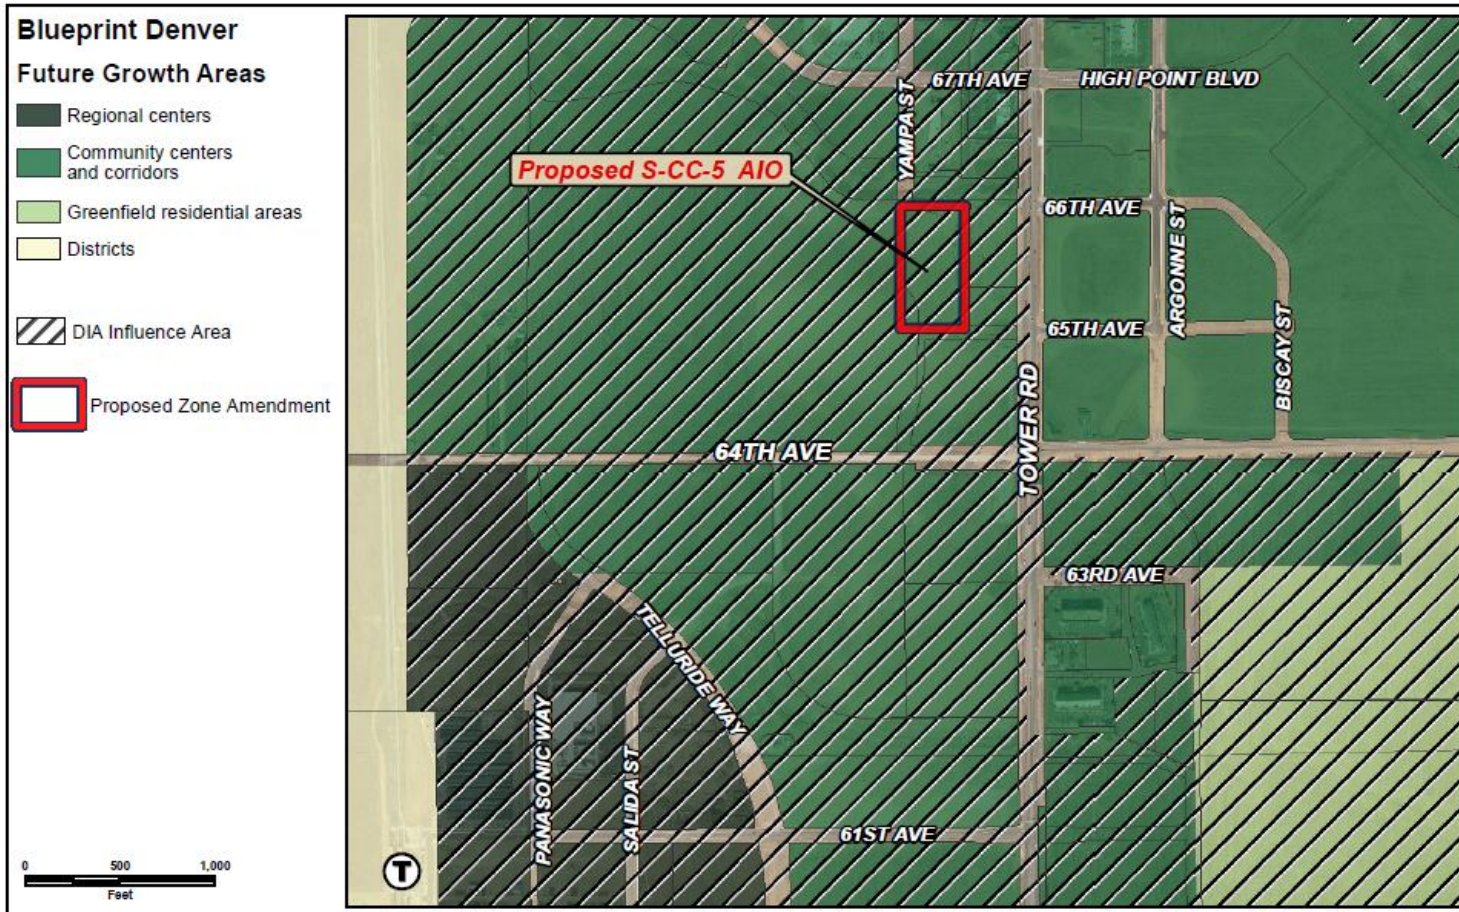 Blueprint Denver
Future Growth Areas
Regional centers
Community centers
and corridors
Greenfield residential areas
Districts
DIA Influence Area
Proposed Zone Amendment
0 500 1,000
Feet
67TH AVE
HIGH POINT BLVD
YAMPA ST
Proposed S-CC-5 AIO
66TH AVE
ARGONNE ST
65TH AVE
BISCAY ST
TOWER RD
64TH AVE
63RD AVE
TELLURIDE WAY
PANASONIC WAY
SALIDA ST
61ST AVE
T